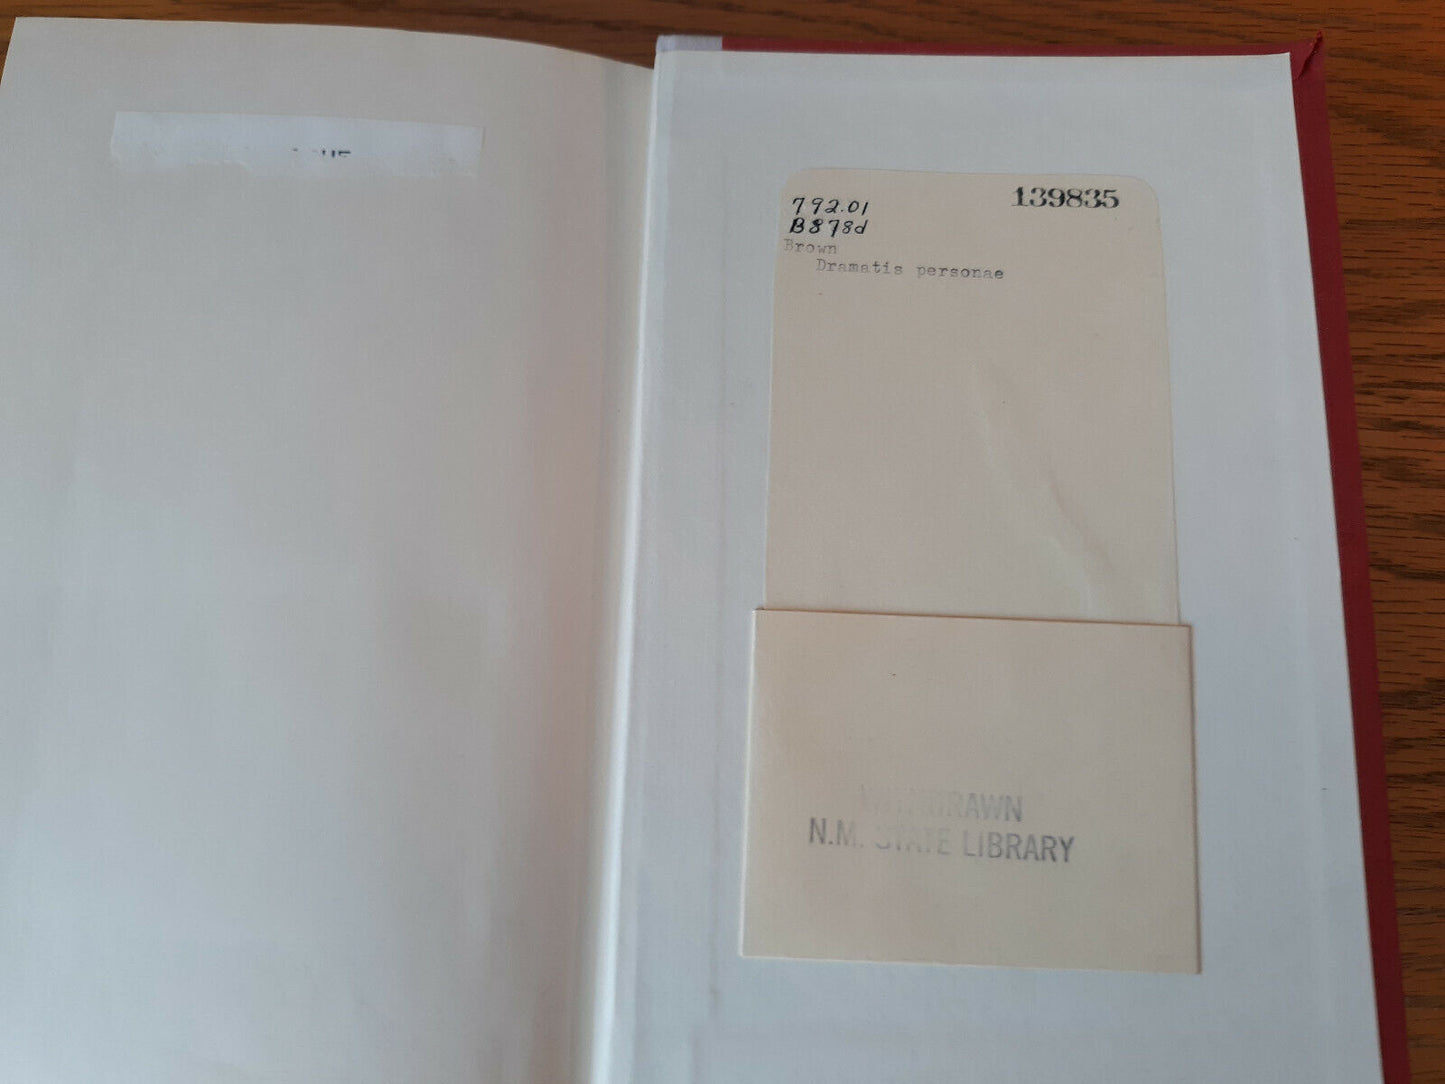 792.01 139835
B878d
Brown
Dramatis personae
WITHDRAWN
N.M. STATE LIBRARY